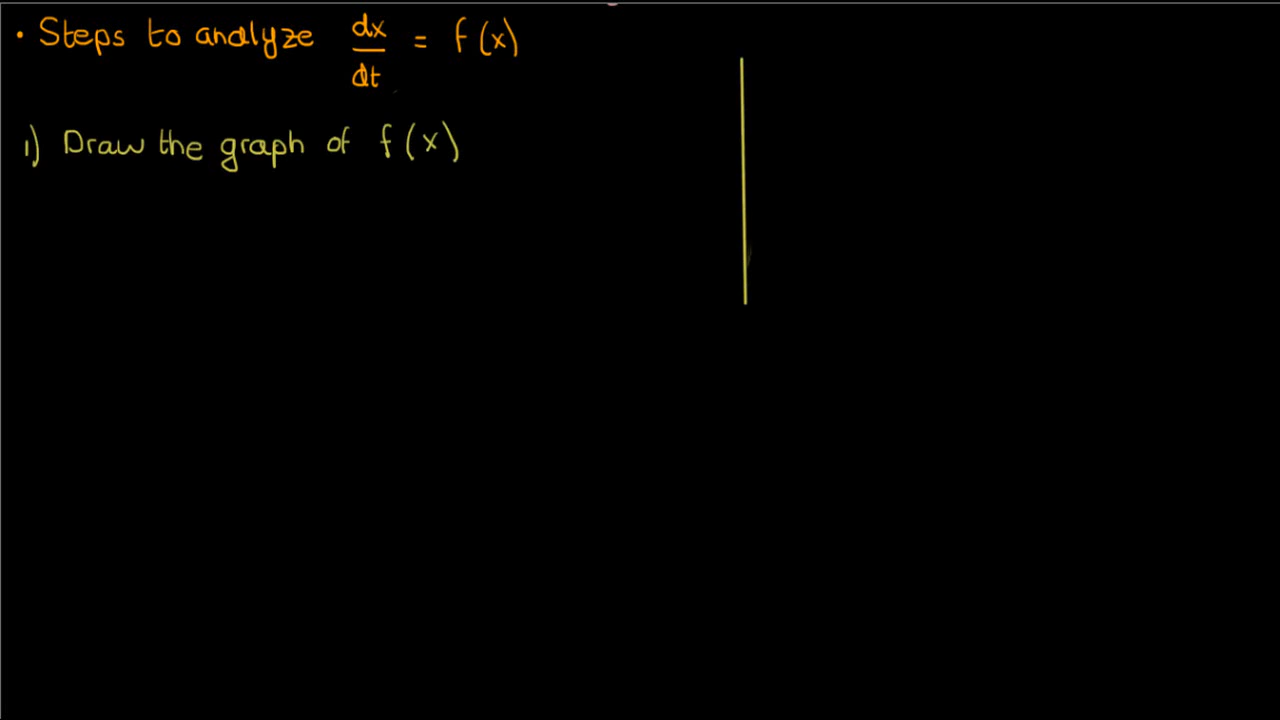 • Steps to analyze dx/dt = f(x)
1) Draw the graph of f(x)